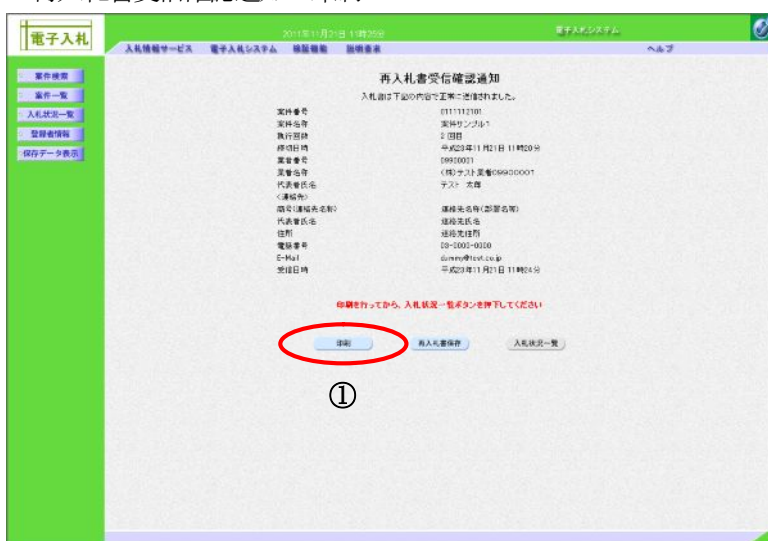 2011年11月21日 11時25分
電子入札システム
電子入札
入札情報サービス 電子入札システム 検証機能 説明要求
ヘルプ
案件検索
案件一覧
入札状況一覧
登録者情報
保存データ表示
再入札書受信確認通知
入札書は下記の内容で正常に送信されました。
案件番号 0111112101
案件名称 案件サンプル1
執行回数 2 回目
締切日時 平成23年11月21日 11時20分
業者番号 09900001
業者名称 (株)テスト業者09900001
代表者氏名 テスト 太郎
<連絡先>
商号(連絡先名称) 連絡先名称(部署名等)
代表者氏名 連絡先氏名
住所 連絡先住所
電話番号
E-Mail
受信日時 平成23年11月21日 11時24分
印刷を行ってから、入札状況一覧ボタンを押下してください
印刷 再入札書保存 入札状況一覧
①